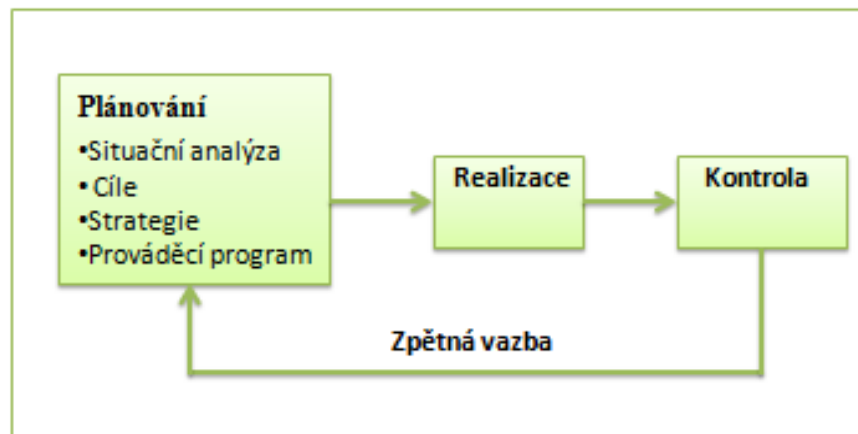 Plánování
•Situační analýza
• Cíle
•Strategie
•Prováděcí program
Realizace
Kontrola
Zpětná vazba